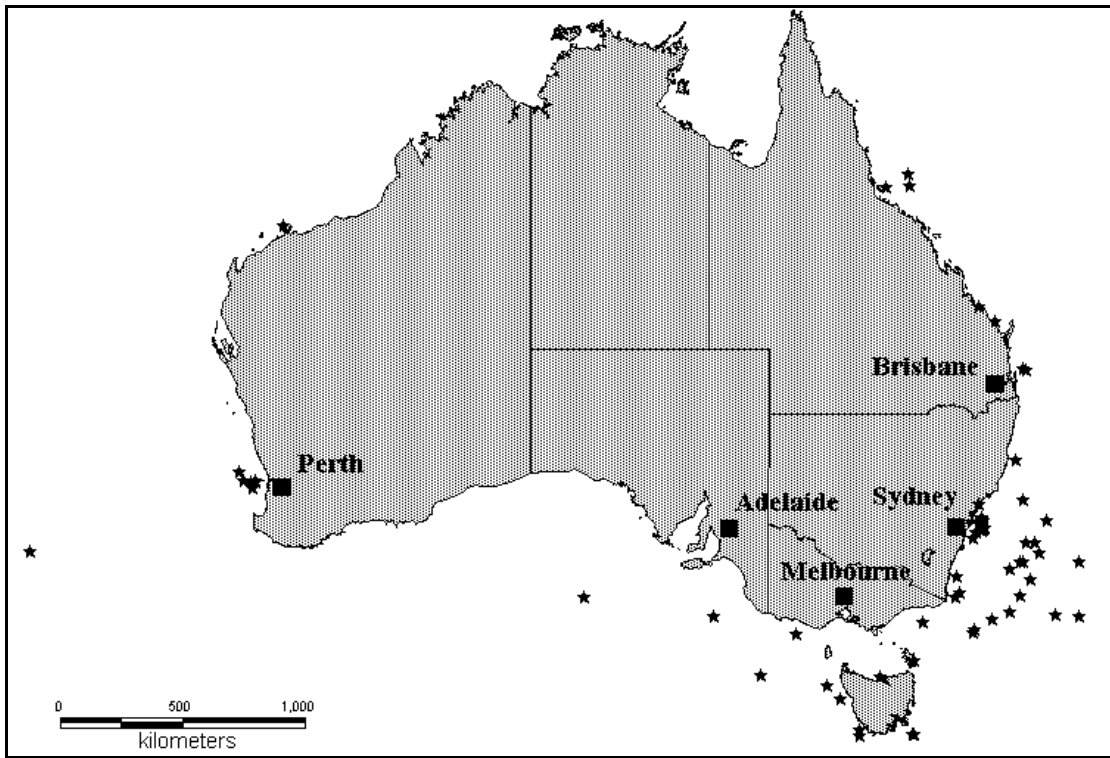 Brisbane
Perth
Adelaide
Sydney
Melbourne
0 500 1,000
kilometers